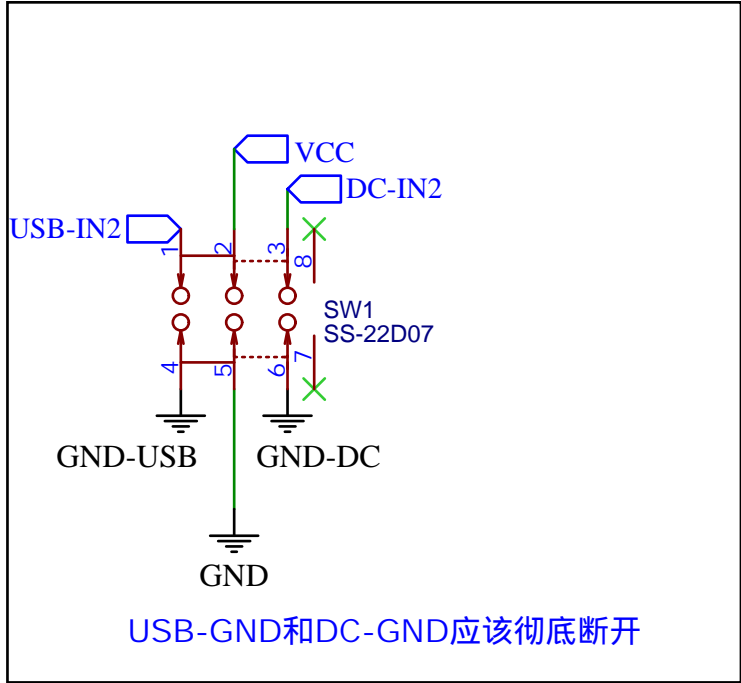 VCC
DC-IN2
USB-IN2
1
2
3
8
SW1
SS-22D07
4
5
6
7
GND-USB
GND-DC
GND
USB-GND和DC-GND应该彻底断开